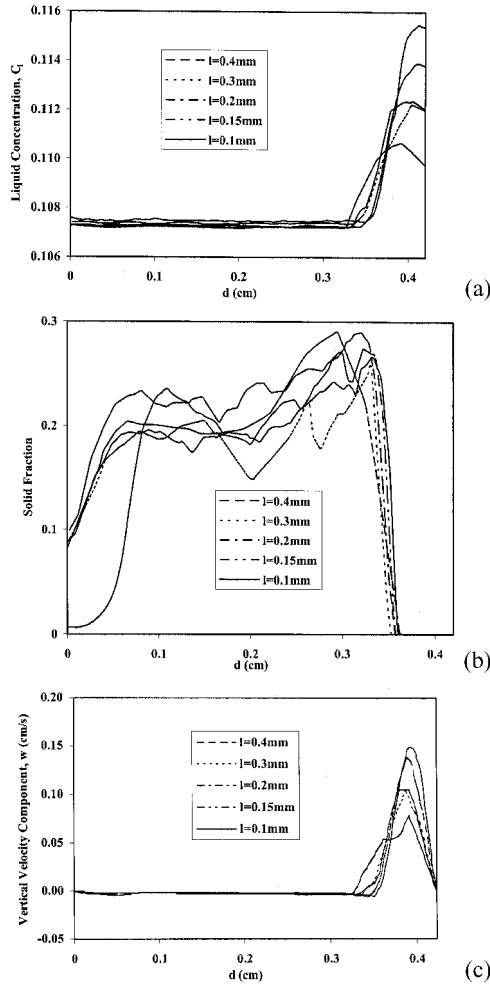 0.116
0.114
0.112
0.110
0.108
0.106
Liquid Concentration, Cl
l=0.4mm
l=0.3mm
l=0.2mm
l=0.15mm
l=0.1mm
0
0.1
0.2
0.3
0.4
d (cm)
(a)
0.3
0.2
0.1
0
Solid Fraction
l=0.4mm
l=0.3mm
l=0.2mm
l=0.15mm
l=0.1mm
0
0.1
0.2
0.3
0.4
d (cm)
(b)
0.20
0.15
0.10
0.05
0.00
-0.05
Vertical Velocity Component, w (cm/s)
l=0.4mm
l=0.3mm
l=0.2mm
l=0.15mm
l=0.1mm
0
0.1
0.2
0.3
0.4
d (cm)
(c)